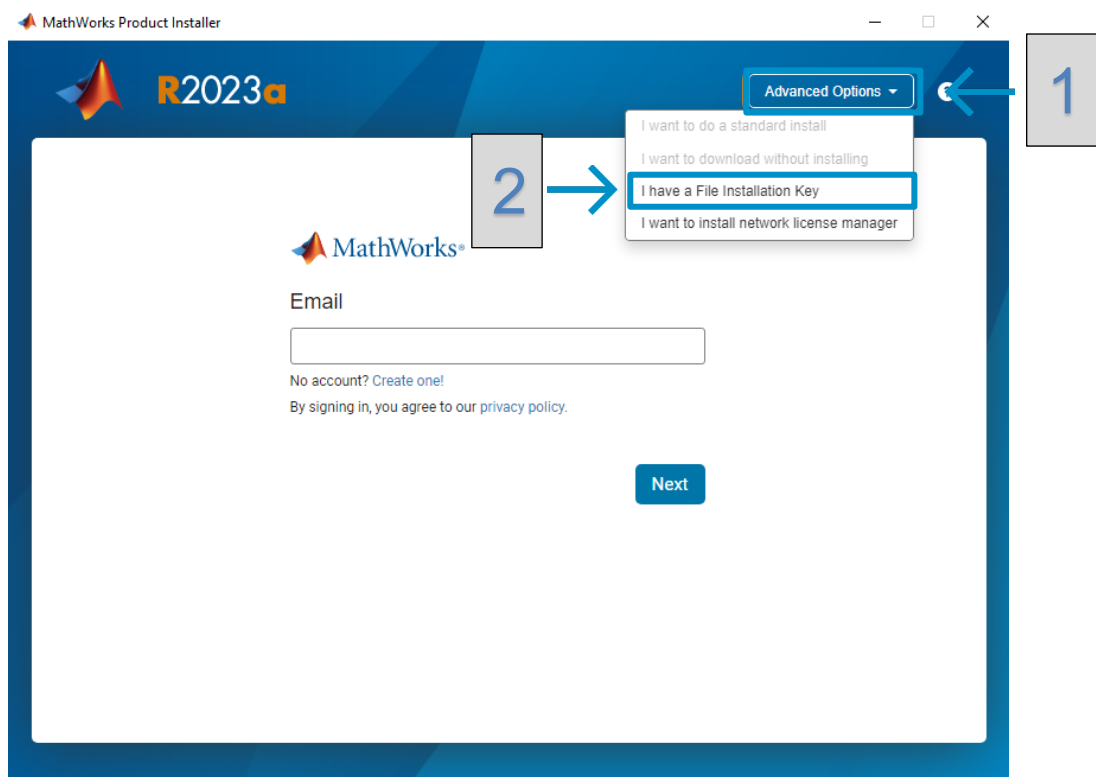 MathWorks Product Installer
R2023a
Advanced Options
1
I want to do a standard install
I want to download without installing
2
I have a File Installation Key
I want to install network license manager
MathWorks®
Email
No account? Create one!
By signing in, you agree to our privacy policy.
Next